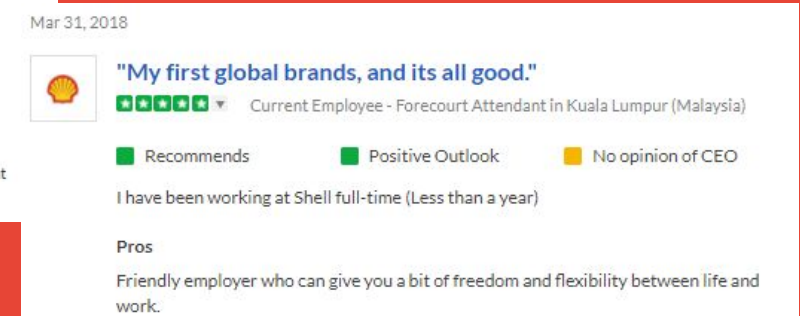 Mar 31, 2018
"My first global brands, and its all good."
Current Employee - Forecourt Attendant in Kuala Lumpur (Malaysia)
Recommends
Positive Outlook
No opinion of CEO
I have been working at Shell full-time (Less than a year)
Pros
Friendly employer who can give you a bit of freedom and flexibility between life and
work.